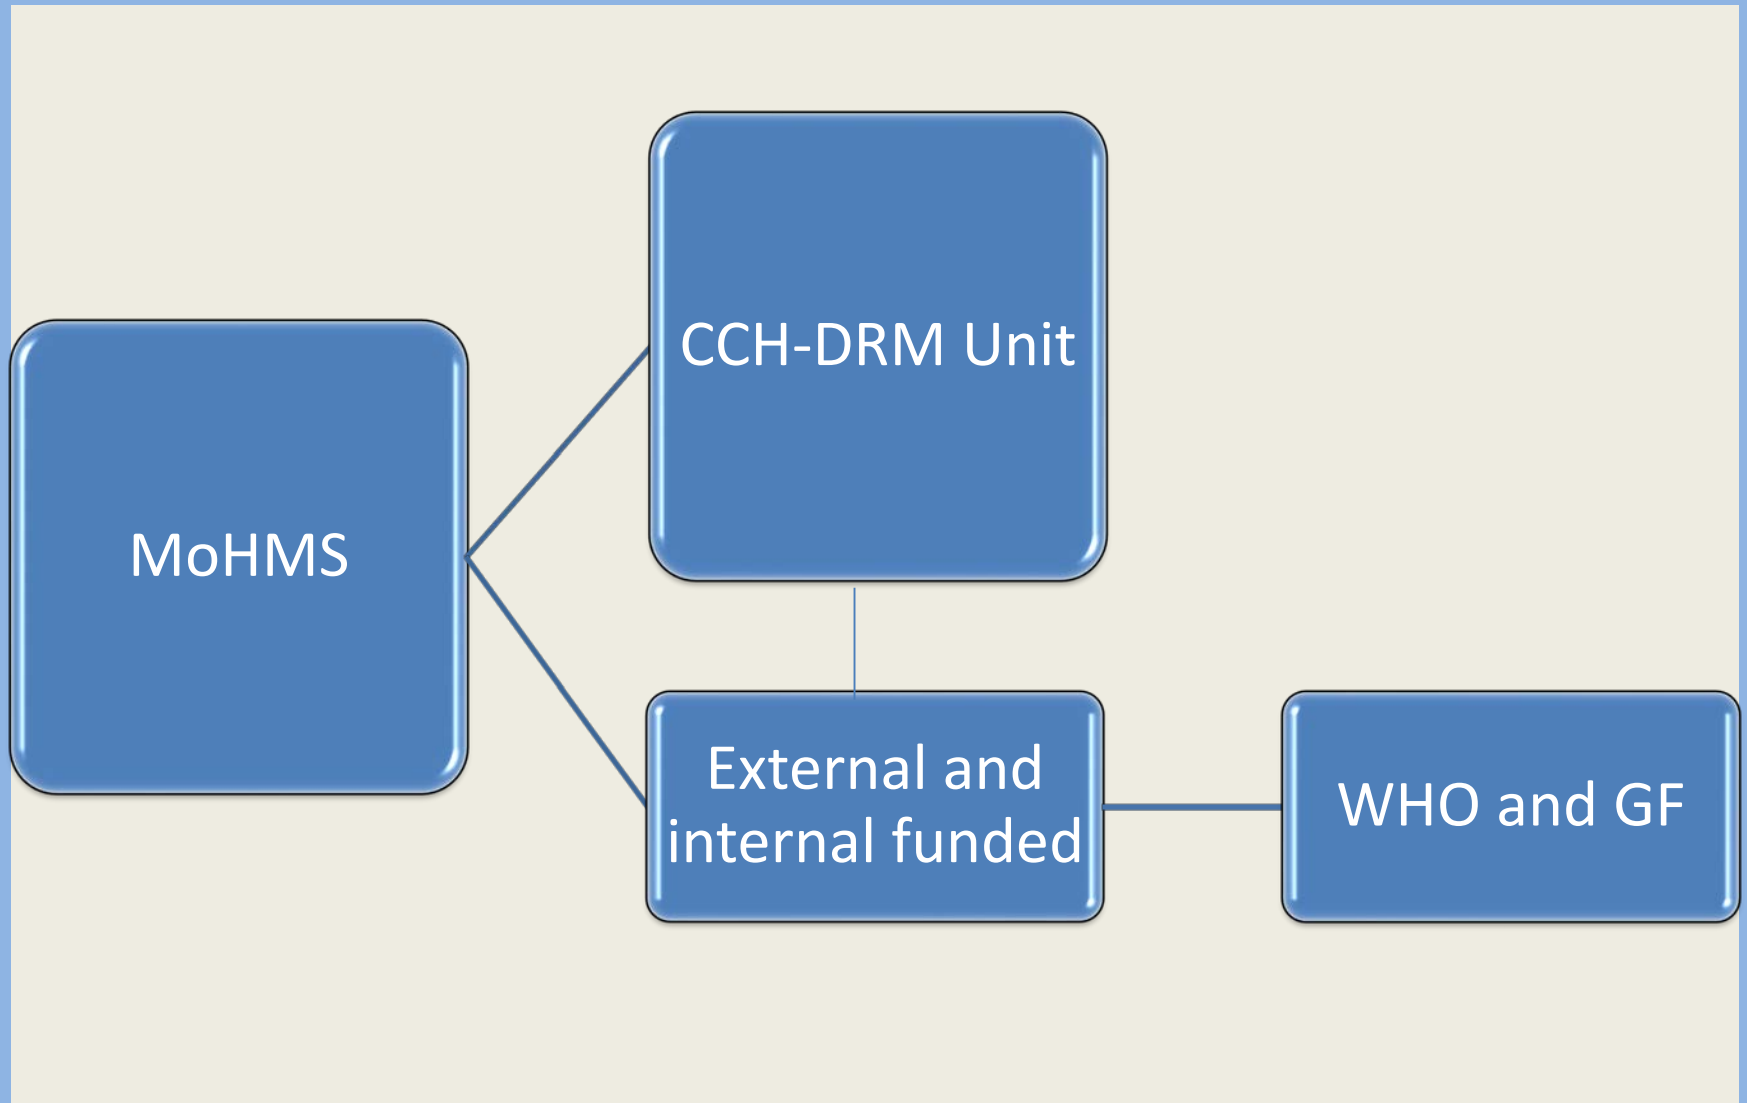 MoHMS
CCH-DRM Unit
External and
internal funded
WHO and GF